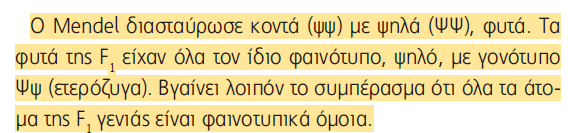 Ο Mendel διασταύρωσε κοντά (ψψ) με ψηλά (ΨΨ), φυτά. Τα
φυτά της F₁ είχαν όλα τον ίδιο φαινότυπο, ψηλό, με γονότυπο
Ψψ (ετερόζυγα). Βγαίνει λοιπόν το συμπέρασμα ότι όλα τα άτο-
μα της F₁ γενιάς είναι φαινοτυπικά όμοια.